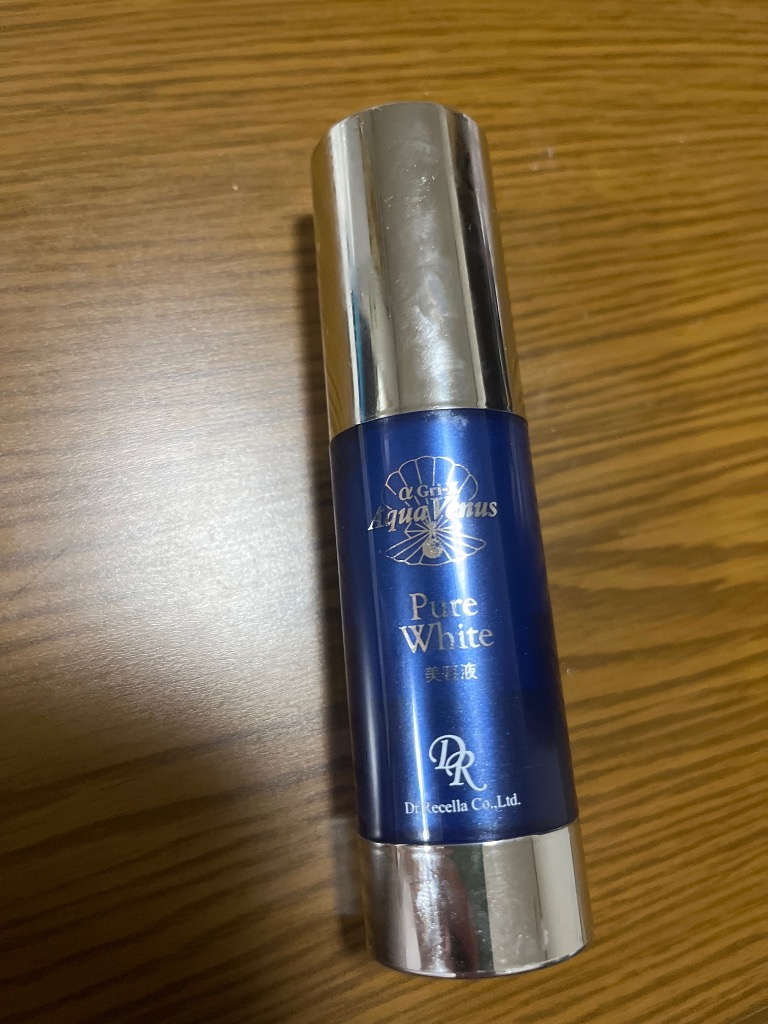 α Gri-X
AquaVenus
Pure
White
美容液
DR
Dr.Recella Co.,Ltd.